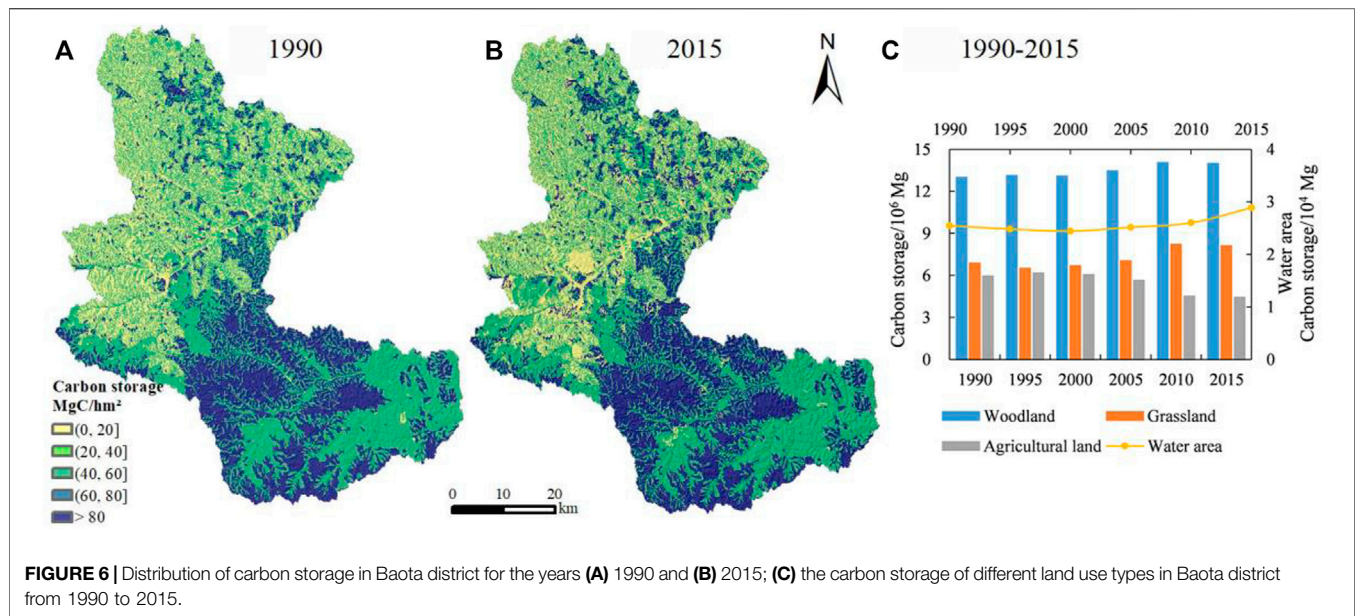 A 1990
B 2015
N
C 1990-2015
1990 1995 2000 2005 2010 2015
15 12 9 6 3 0
Carbon storage/10⁶ Mg
4 3 2 1 0
Water area
Carbon storage/10⁴ Mg
1990 1995 2000 2005 2010 2015
Woodland Grassland
Agricultural land Water area
Carbon storage
MgC/hm²
(0, 20]
(20, 40]
(40, 60]
(60, 80]
> 80
0 10 20
km
FIGURE 6 | Distribution of carbon storage in Baota district for the years (A) 1990 and (B) 2015; (C) the carbon storage of different land use types in Baota district
from 1990 to 2015.